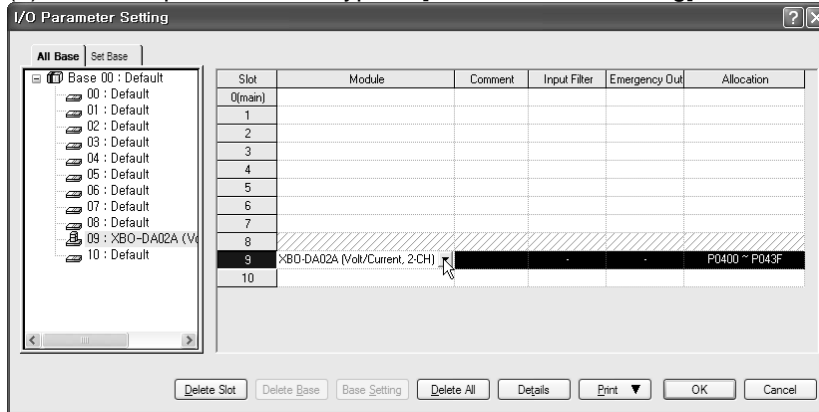 I/O Parameter Setting
All Base Set Base
Base 00 : Default
00 : Default
01 : Default
02 : Default
03 : Default
04 : Default
05 : Default
06 : Default
07 : Default
08 : Default
09 : XBO-DA02A (Vo
10 : Default
Slot Module Comment Input Filter Emergency Out Allocation
0(main)
1
2
3
4
5
6
7
8
9 XBO-DA02A (Volt/Current, 2-CH) - - P0400 ~ P043F
10
Delete Slot Delete Base Base Setting Delete All Details Print ▼ OK Cancel